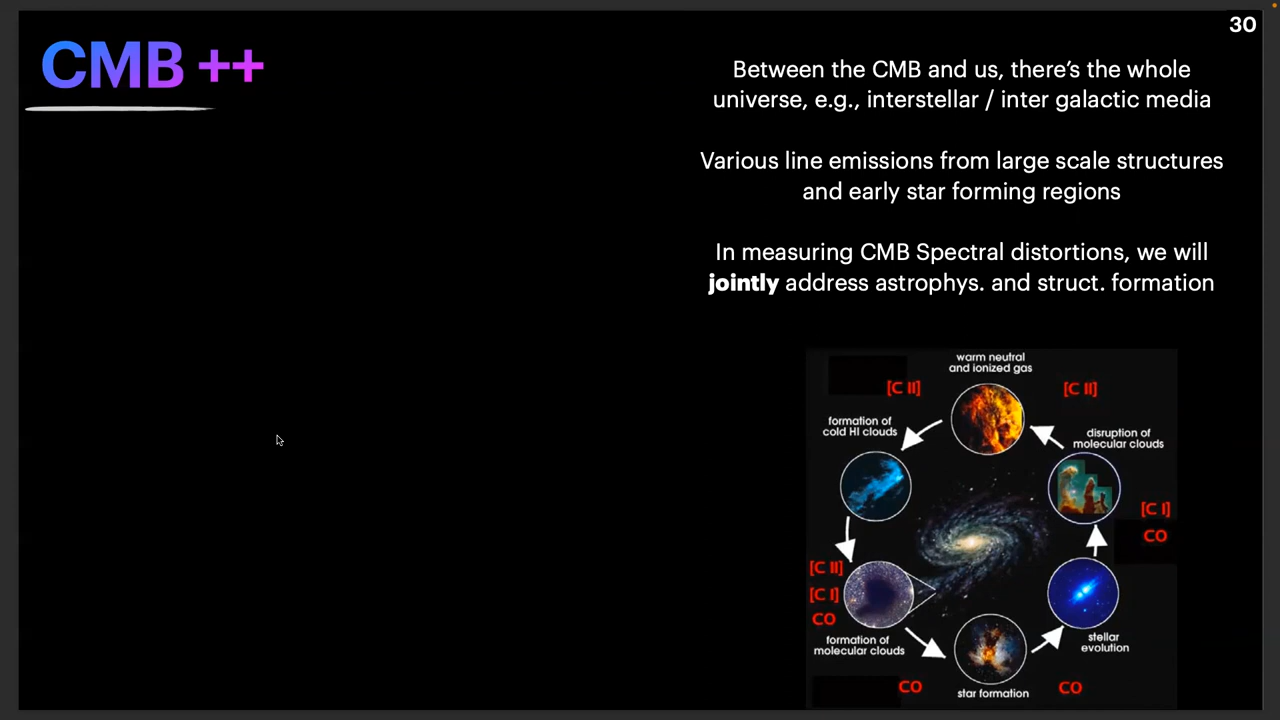 30
CMB ++
Between the CMB and us, there’s the whole
universe, e.g., interstellar / inter galactic media
Various line emissions from large scale structures
and early star forming regions
In measuring CMB Spectral distortions, we will
jointly address astrophys. and struct. formation
warm neutral
and ionized gas
[C II]
[C II]
formation of
cold HI clouds
disruption of
molecular clouds
[C I]
CO
[C II]
[C I]
CO
formation of
molecular clouds
stellar
evolution
CO
star formation
CO